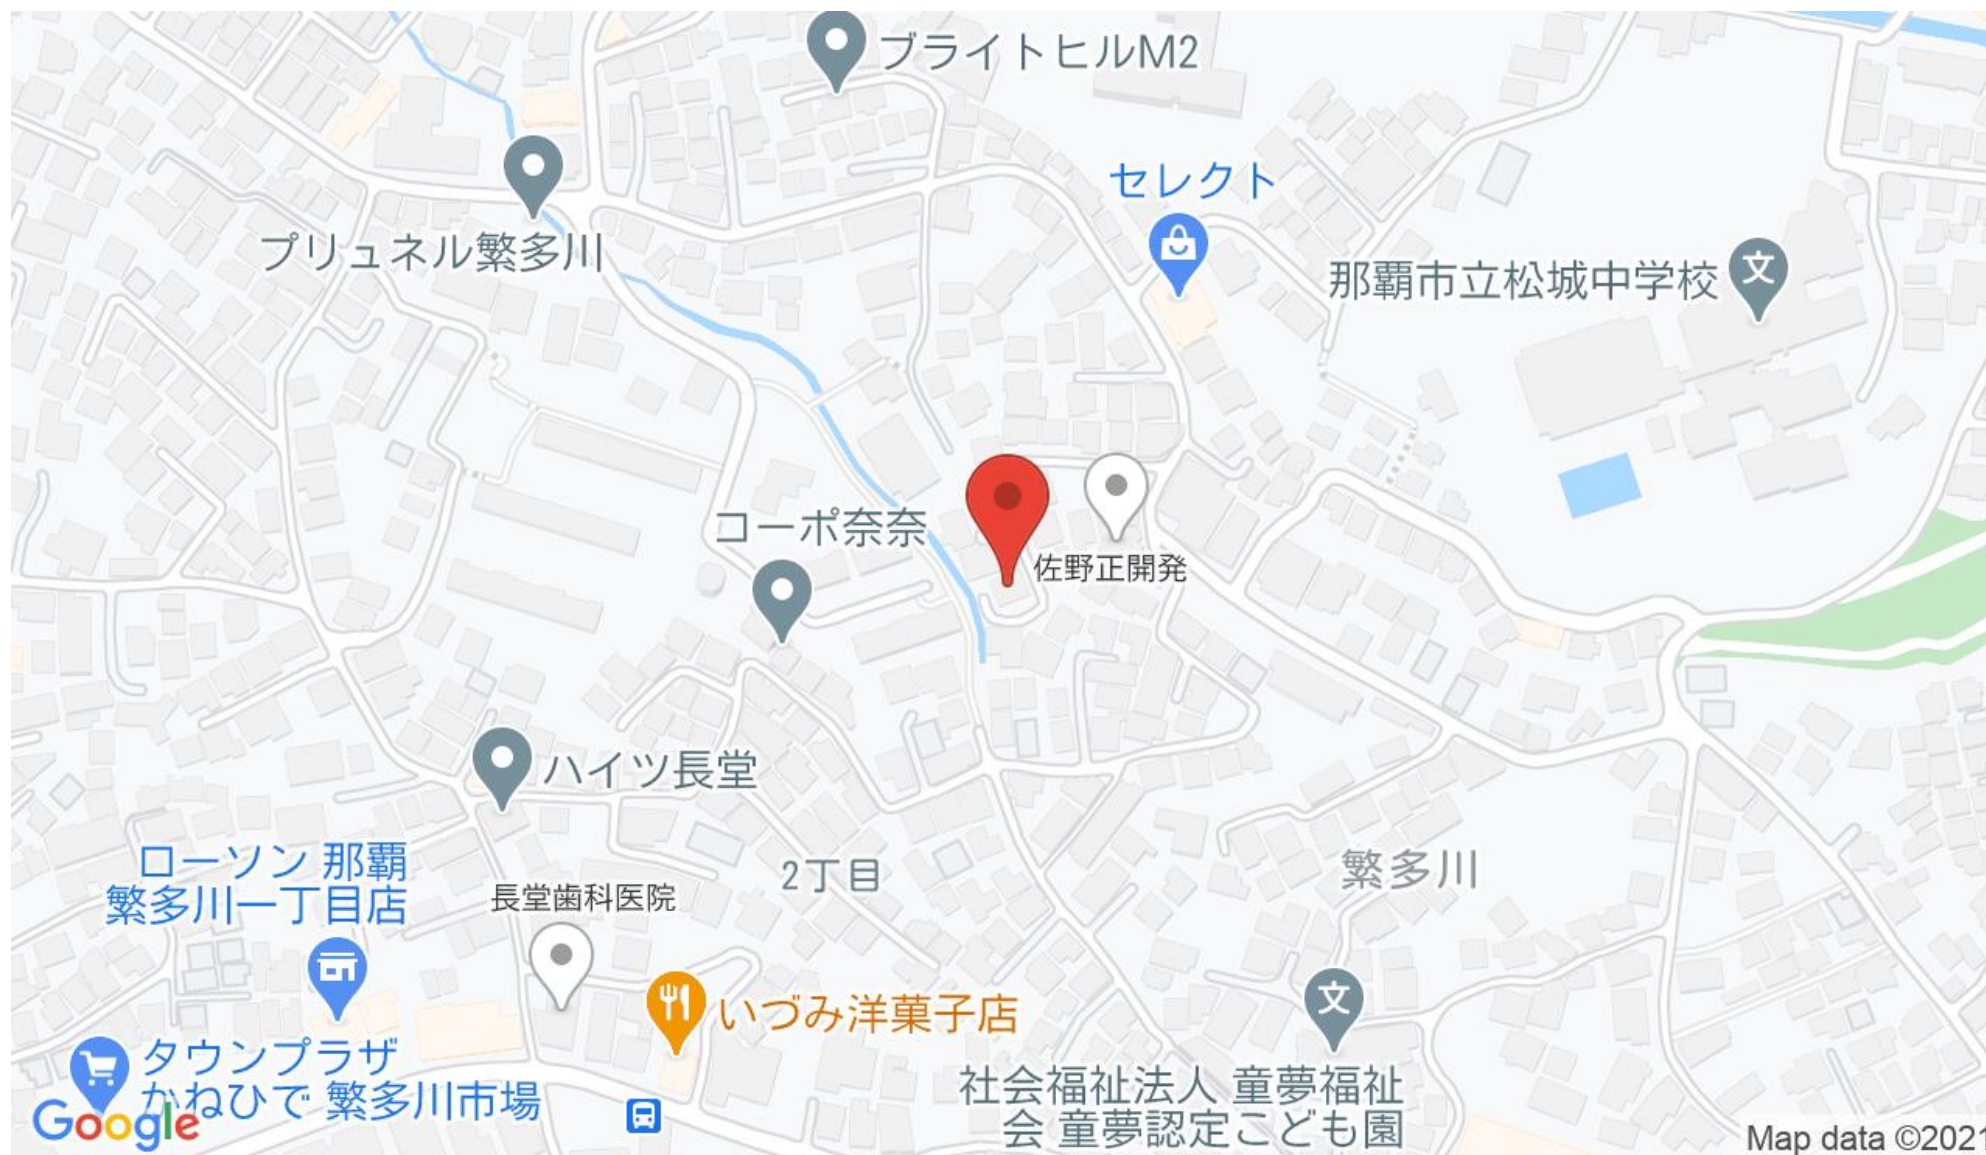 ブライトヒルM2
セレクト
プリュネル繁多川
那覇市立松城中学校
文
コーポ奈奈
佐野正開発
ハイツ長堂
ローソン 那覇
繁多川一丁目店
2丁目
繁多川
長堂歯科医院
文
いづみ洋菓子店
タウンプラザ
かねひで 繁多川市場
社会福祉法人 童夢福祉
会 童夢認定こども園
Google
Map data ©2021